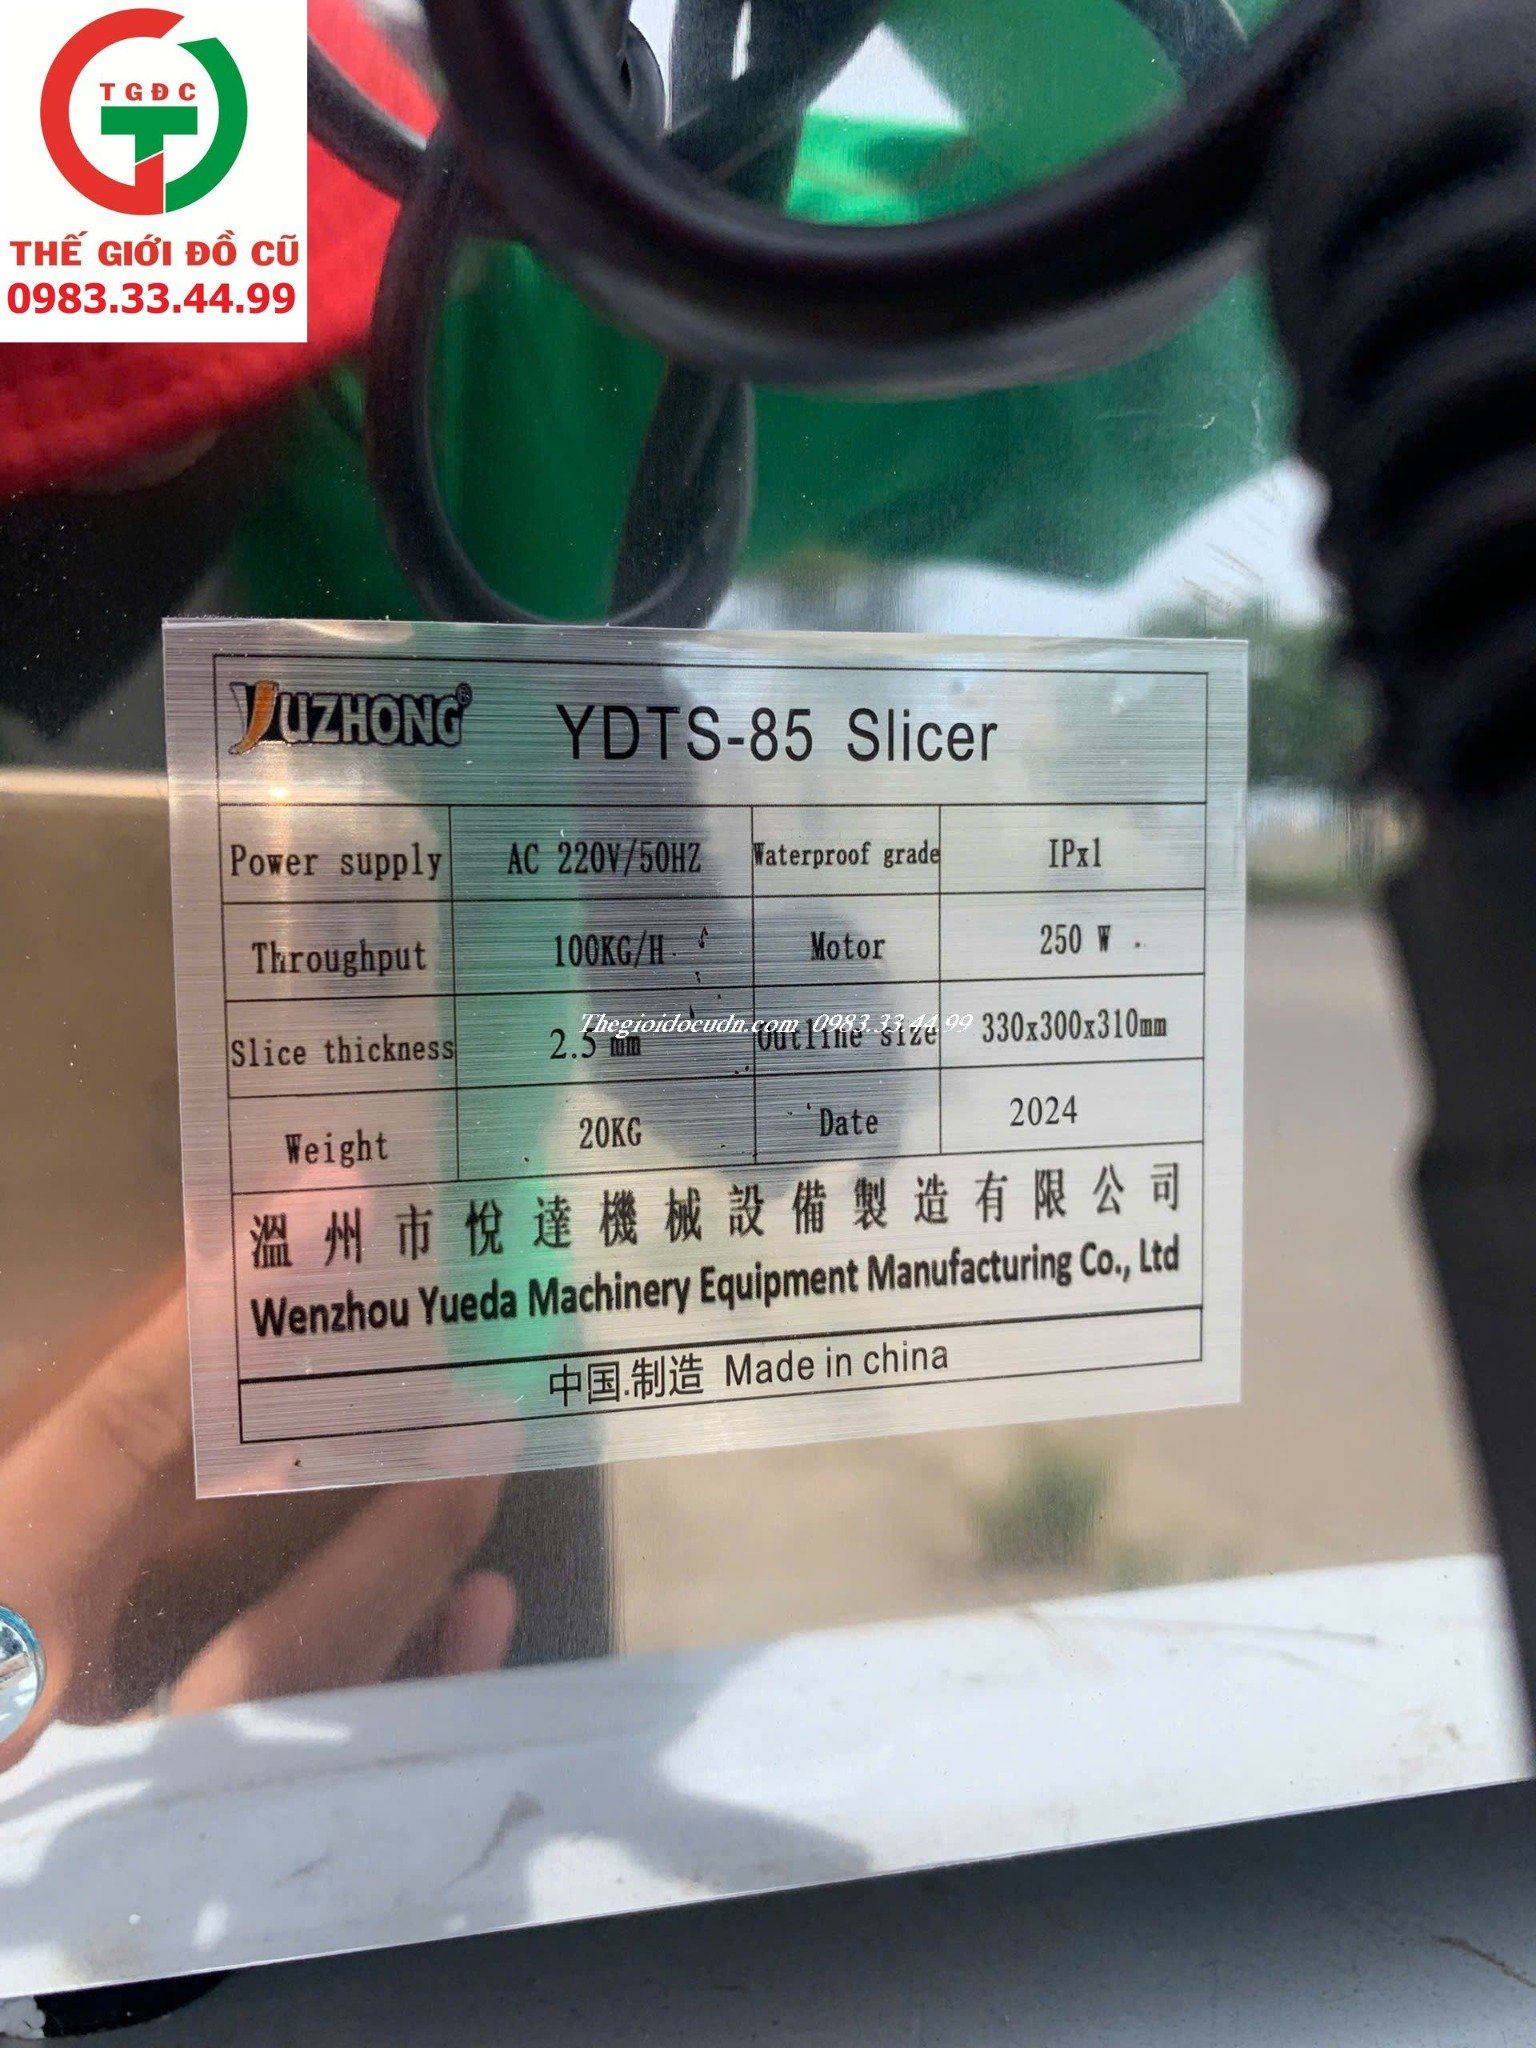 TGĐC
THẾ GIỚI ĐỒ CŨ
0983.33.44.99
YUZHONG®
YDTS-85 Slicer
Power supply AC 220V/50HZ Waterproof grade IPx1
Throughput 100KG/H Motor 250 W
Slice thickness 2.5 mm Outline size 330x300x310mm
Thegioidocudn.com 0983.33.44.99
Weight 20KG Date 2024
溫州市悅達機械設備製造有限公司
Wenzhou Yueda Machinery Equipment Manufacturing Co., Ltd
中国.制造 Made in china